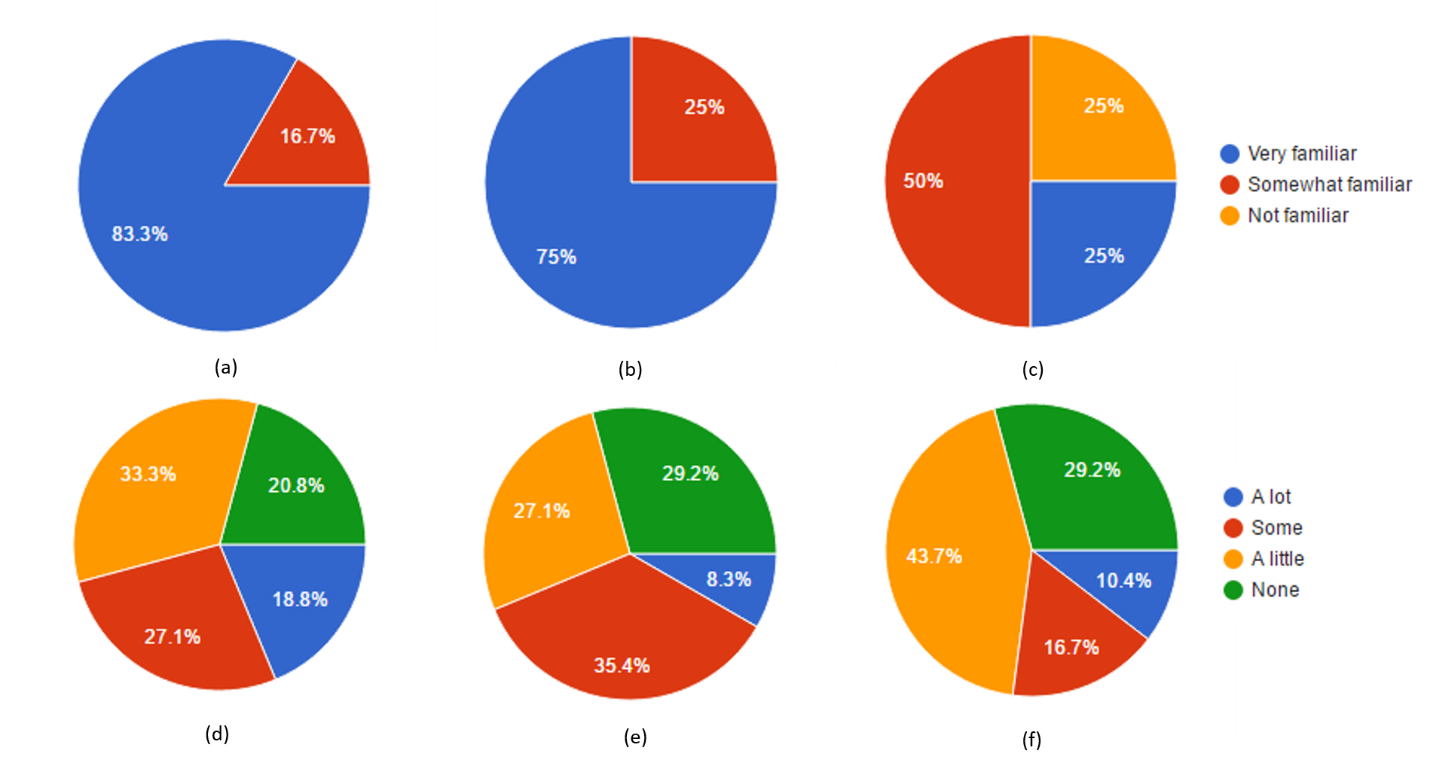 16.7%
83.3%
(a)
25%
75%
(b)
25%
50%
25%
(c)
Very familiar
Somewhat familiar
Not familiar
33.3%
20.8%
18.8%
27.1%
(d)
29.2%
27.1%
8.3%
35.4%
(e)
29.2%
43.7%
10.4%
16.7%
(f)
A lot
Some
A little
None